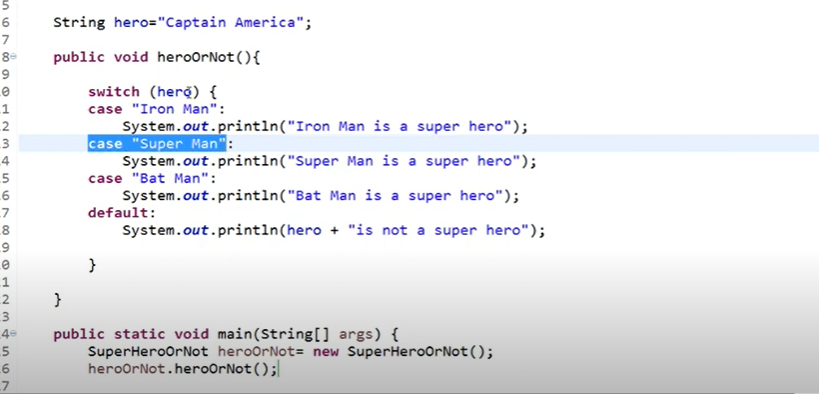 5
6 String hero="Captain America";
7
8 public void heroOrNot(){
9
0 switch (hero) {
1 case "Iron Man":
2 System.out.println("Iron Man is a super hero");
3 case "Super Man":
4 System.out.println("Super Man is a super hero");
5 case "Bat Man":
6 System.out.println("Bat Man is a super hero");
7 default:
8 System.out.println(hero + "is not a super hero");
9
0 }
1
2 }
3
4 public static void main(String[] args) {
5 SuperHeroOrNot heroOrNot= new SuperHeroOrNot();
6 heroOrNot.heroOrNot();
7